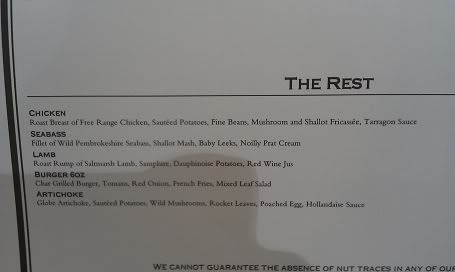 THE REST
CHICKEN
Roast Breast of Free Range Chicken, Sautéed Potatoes, Fine Beans, Mushroom and Shallot Fricassée, Tarragon Sauce
SEABASS
Fillet of Wild Pembrokeshire Seabass, Shallot Mash, Baby Leeks, Noilly Prat Cream
LAMB
Roast Rump of Saltmarsh Lamb, Samphire, Dauphinoise Potatoes, Red Wine Jus
BURGER 6OZ
Char Grilled Burger, Tomato, Red Onion, French Fries, Mixed Leaf Salad
ARTICHOKE
Globe Artichoke, Sautéed Potatoes, Wild Mushrooms, Rocket Leaves, Poached Egg, Hollandaise Sauce
WE CANNOT GUARANTEE THE ABSENCE OF NUT TRACES IN ANY OF OUR